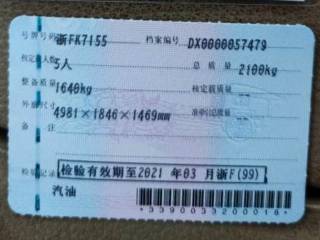 号牌号码 浙FK7155 档案编号 DX0000057479
核定载人数 5人 总质量 2100kg
整备质量 1640kg 核定载质量 --
外廓尺寸 4981×1846×1469mm 准牵引总质量 --
备注
检验记录 检验有效期至2021年03月浙F(99)
汽油
*3390033200018*